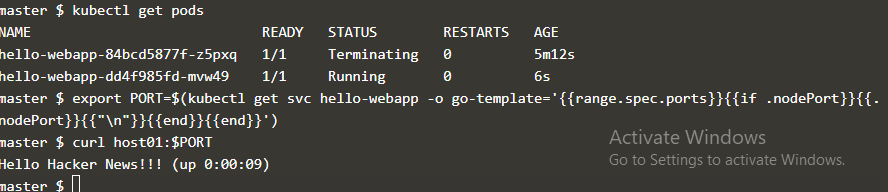 master $ kubectl get pods
NAME READY STATUS RESTARTS AGE
hello-webapp-84bcd5877f-z5pxq 1/1 Terminating 0 5m12s
hello-webapp-dd4f985fd-mvw49 1/1 Running 0 6s
master $ export PORT=$(kubectl get svc hello-webapp -o go-template='{{range.spec.ports}}{{if .nodePort}}{{.
nodePort}}{{"\n"}}{{end}}{{end}}')
master $ curl host01:$PORT
Hello Hacker News!!! (up 0:00:09)
master $
Activate Windows
Go to Settings to activate Windows.